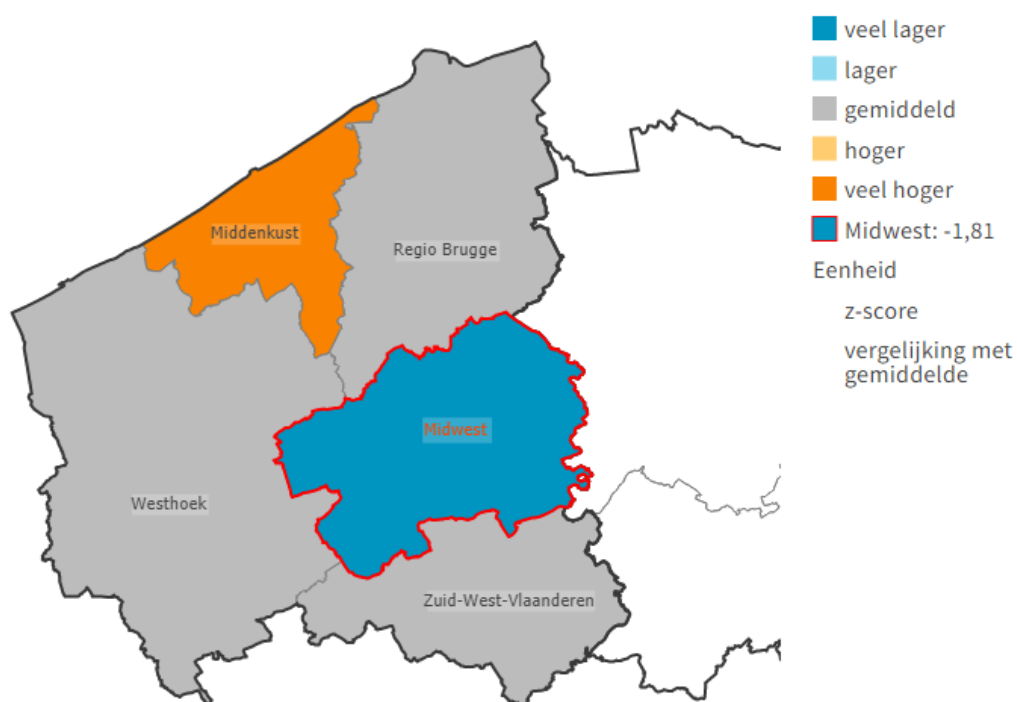 veel lager
lager
gemiddeld
hoger
veel hoger
Midwest: -1,81
Eenheid
z-score
vergelijking met
gemiddelde
Middenkust
Regio Brugge
Midwest
Westhoek
Zuid-West-Vlaanderen